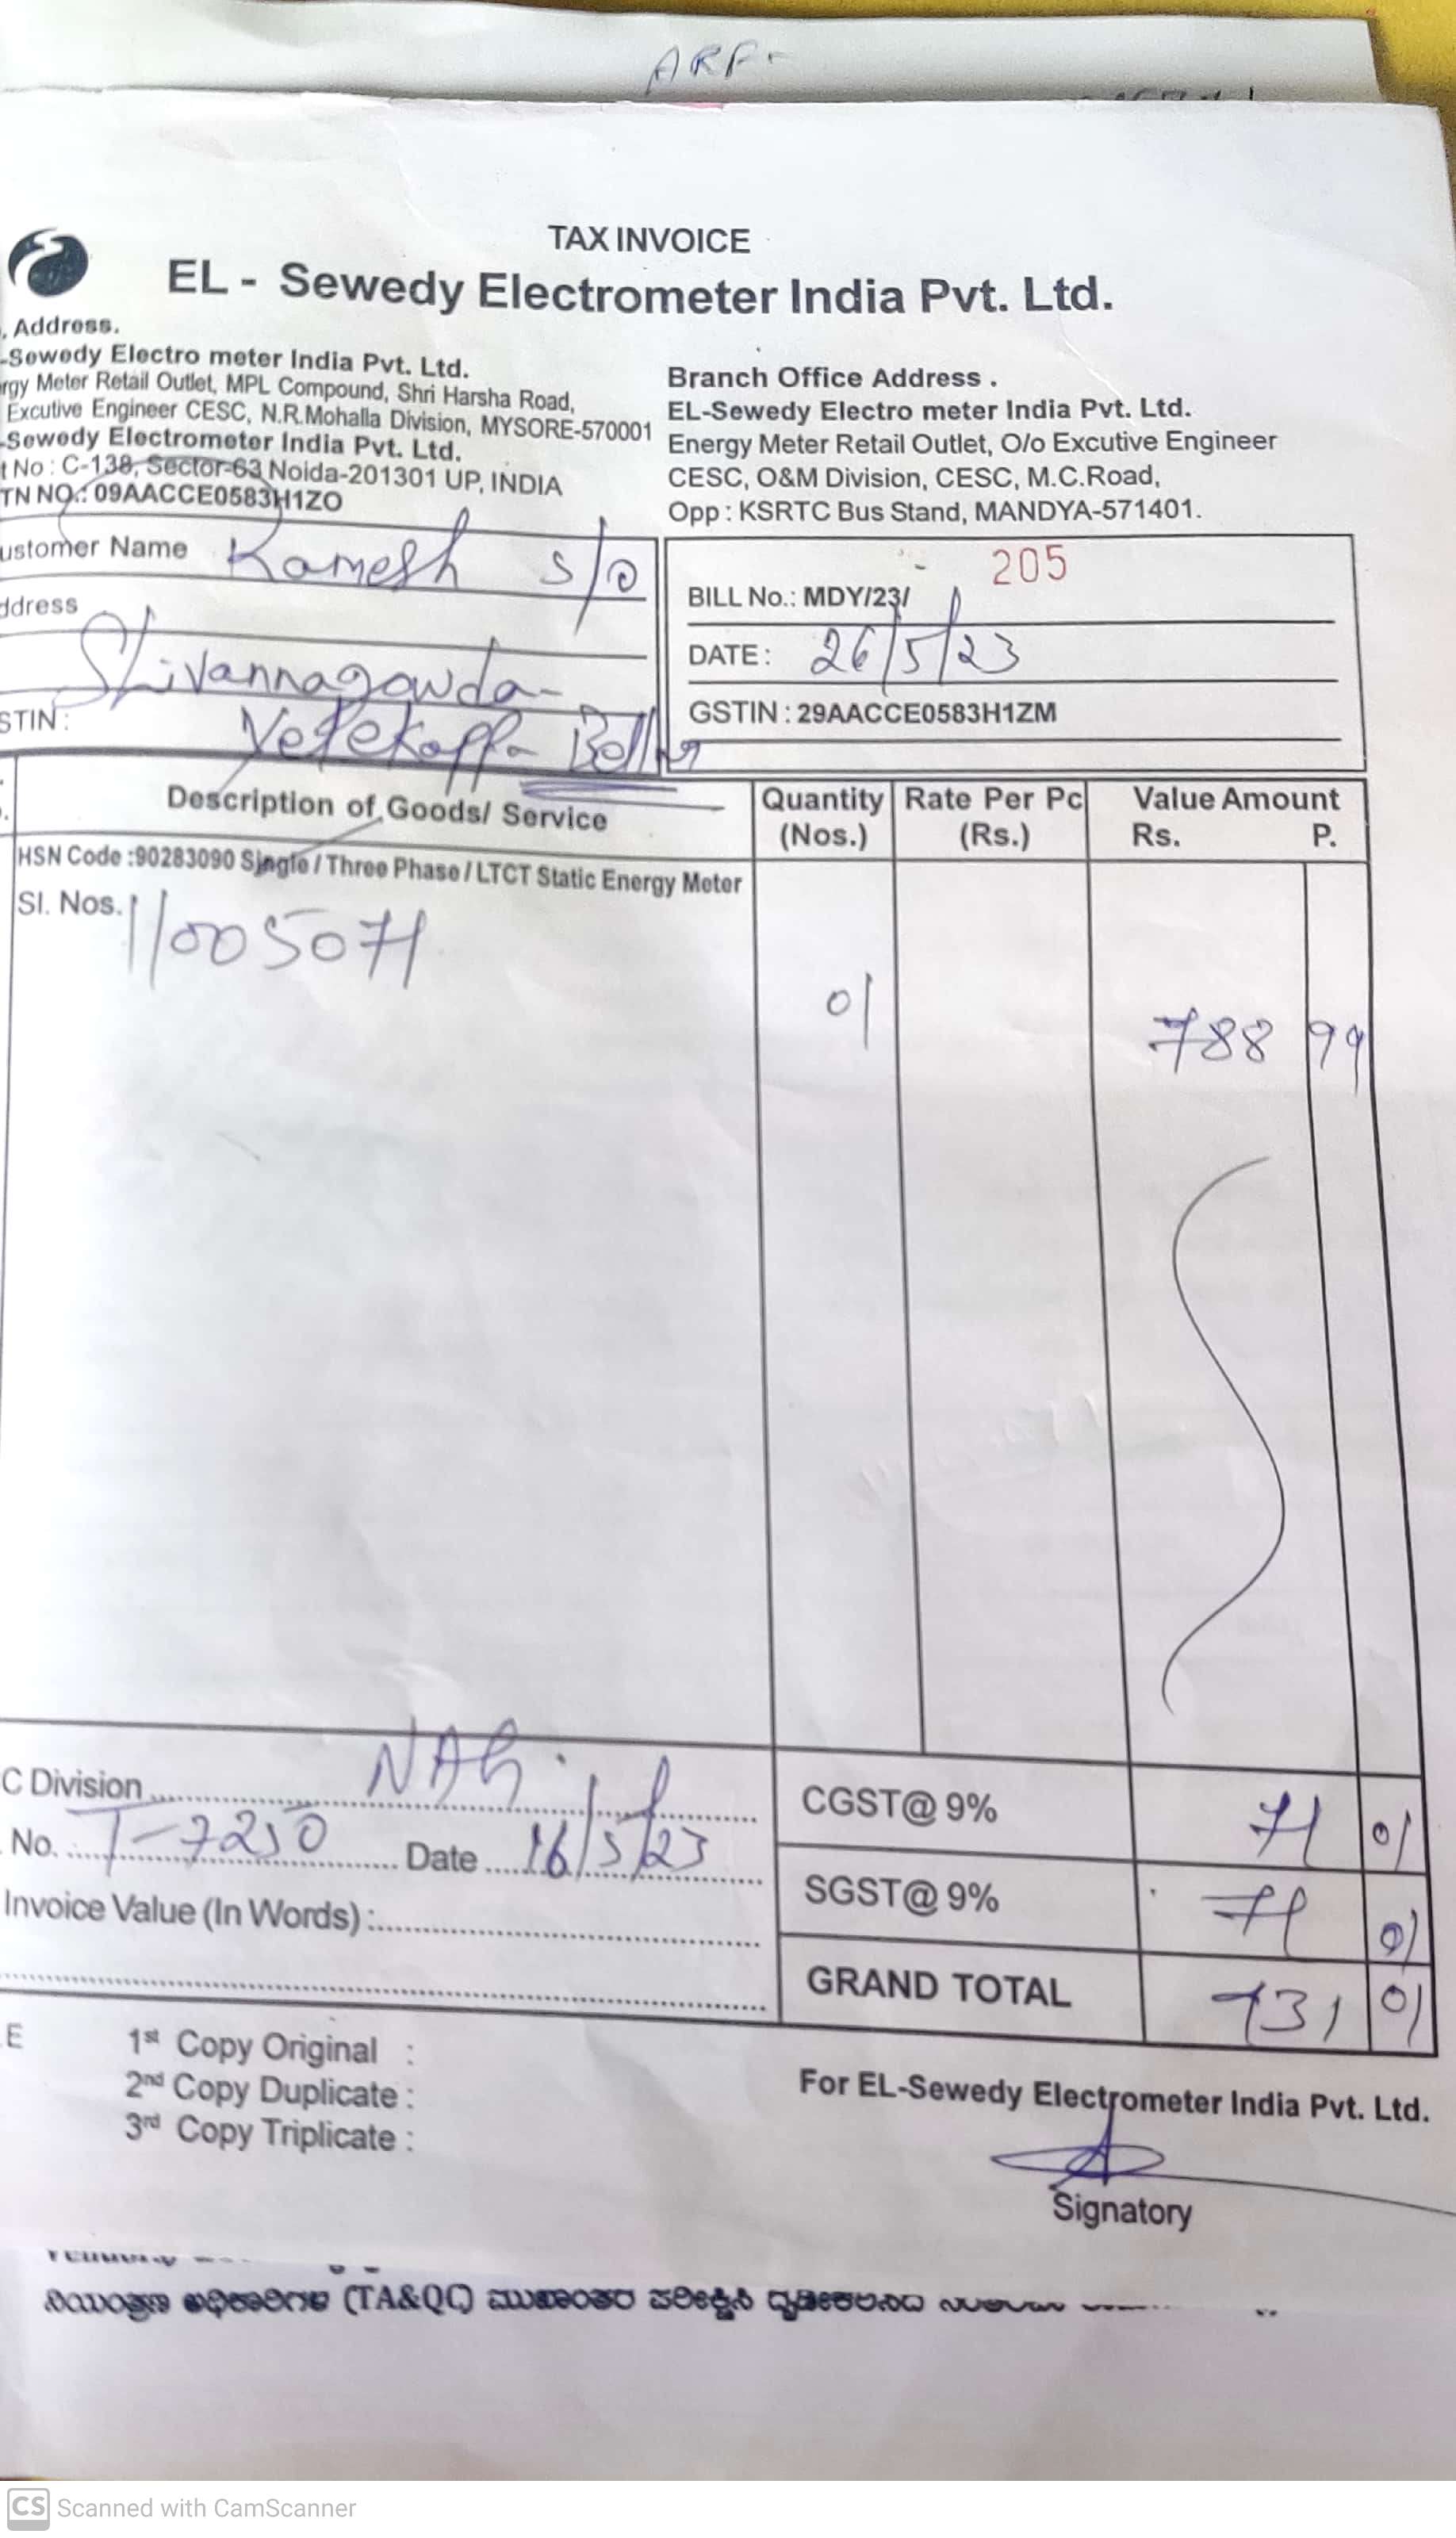 ARF-
TAX INVOICE
EL - Sewedy Electrometer India Pvt. Ltd.
. Address.
-Sewedy Electro meter India Pvt. Ltd.
rgy Meter Retail Outlet, MPL Compound, Shri Harsha Road,
Excutive Engineer CESC, N.R.Mohalla Division, MYSORE-570001
-Sewedy Electrometer India Pvt. Ltd.
t No : C-138, Sector-63 Noida-201301 UP, INDIA
TN NO.: 09AACCE0583H1ZO
Branch Office Address .
EL-Sewedy Electro meter India Pvt. Ltd.
Energy Meter Retail Outlet, O/o Excutive Engineer
CESC, O&M Division, CESC, M.C.Road,
Opp : KSRTC Bus Stand, MANDYA-571401.
ustomer Name Ramesh S/o
ddress
Shivannagowda-
STIN :
205
BILL No.: MDY/23/
DATE : 26/5/23
GSTIN : 29AACCE0583H1ZM
Description of Goods/ Service Quantity (Nos.) Rate Per Pc (Rs.) Value Amount Rs. P.
HSN Code :90283090 Single / Three Phase / LTCT Static Energy Meter
Sl. Nos. 11005071
01 788 99
C Division NAG.
No. T-7250 Date 16/5/23
Invoice Value (In Words) :
CGST@ 9% 71 01
SGST@ 9% 71 01
GRAND TOTAL 931 01
E 1st Copy Original :
2nd Copy Duplicate :
3rd Copy Triplicate :
For EL-Sewedy Electrometer India Pvt. Ltd.
Signatory
(TA&QC)
CS Scanned with CamScanner